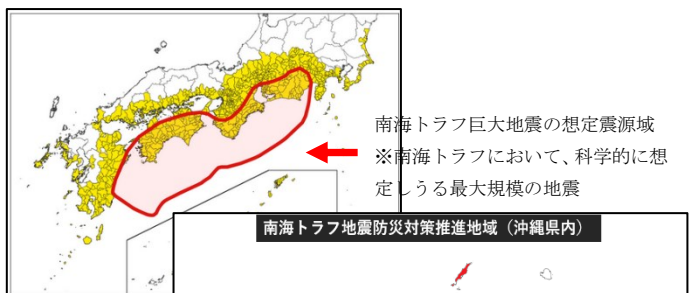 南海トラフ巨大地震の想定震源域
※南海トラフにおいて、科学的に想
定しうる最大規模の地震
南海トラフ地震防災対策推進地域（沖縄県内）